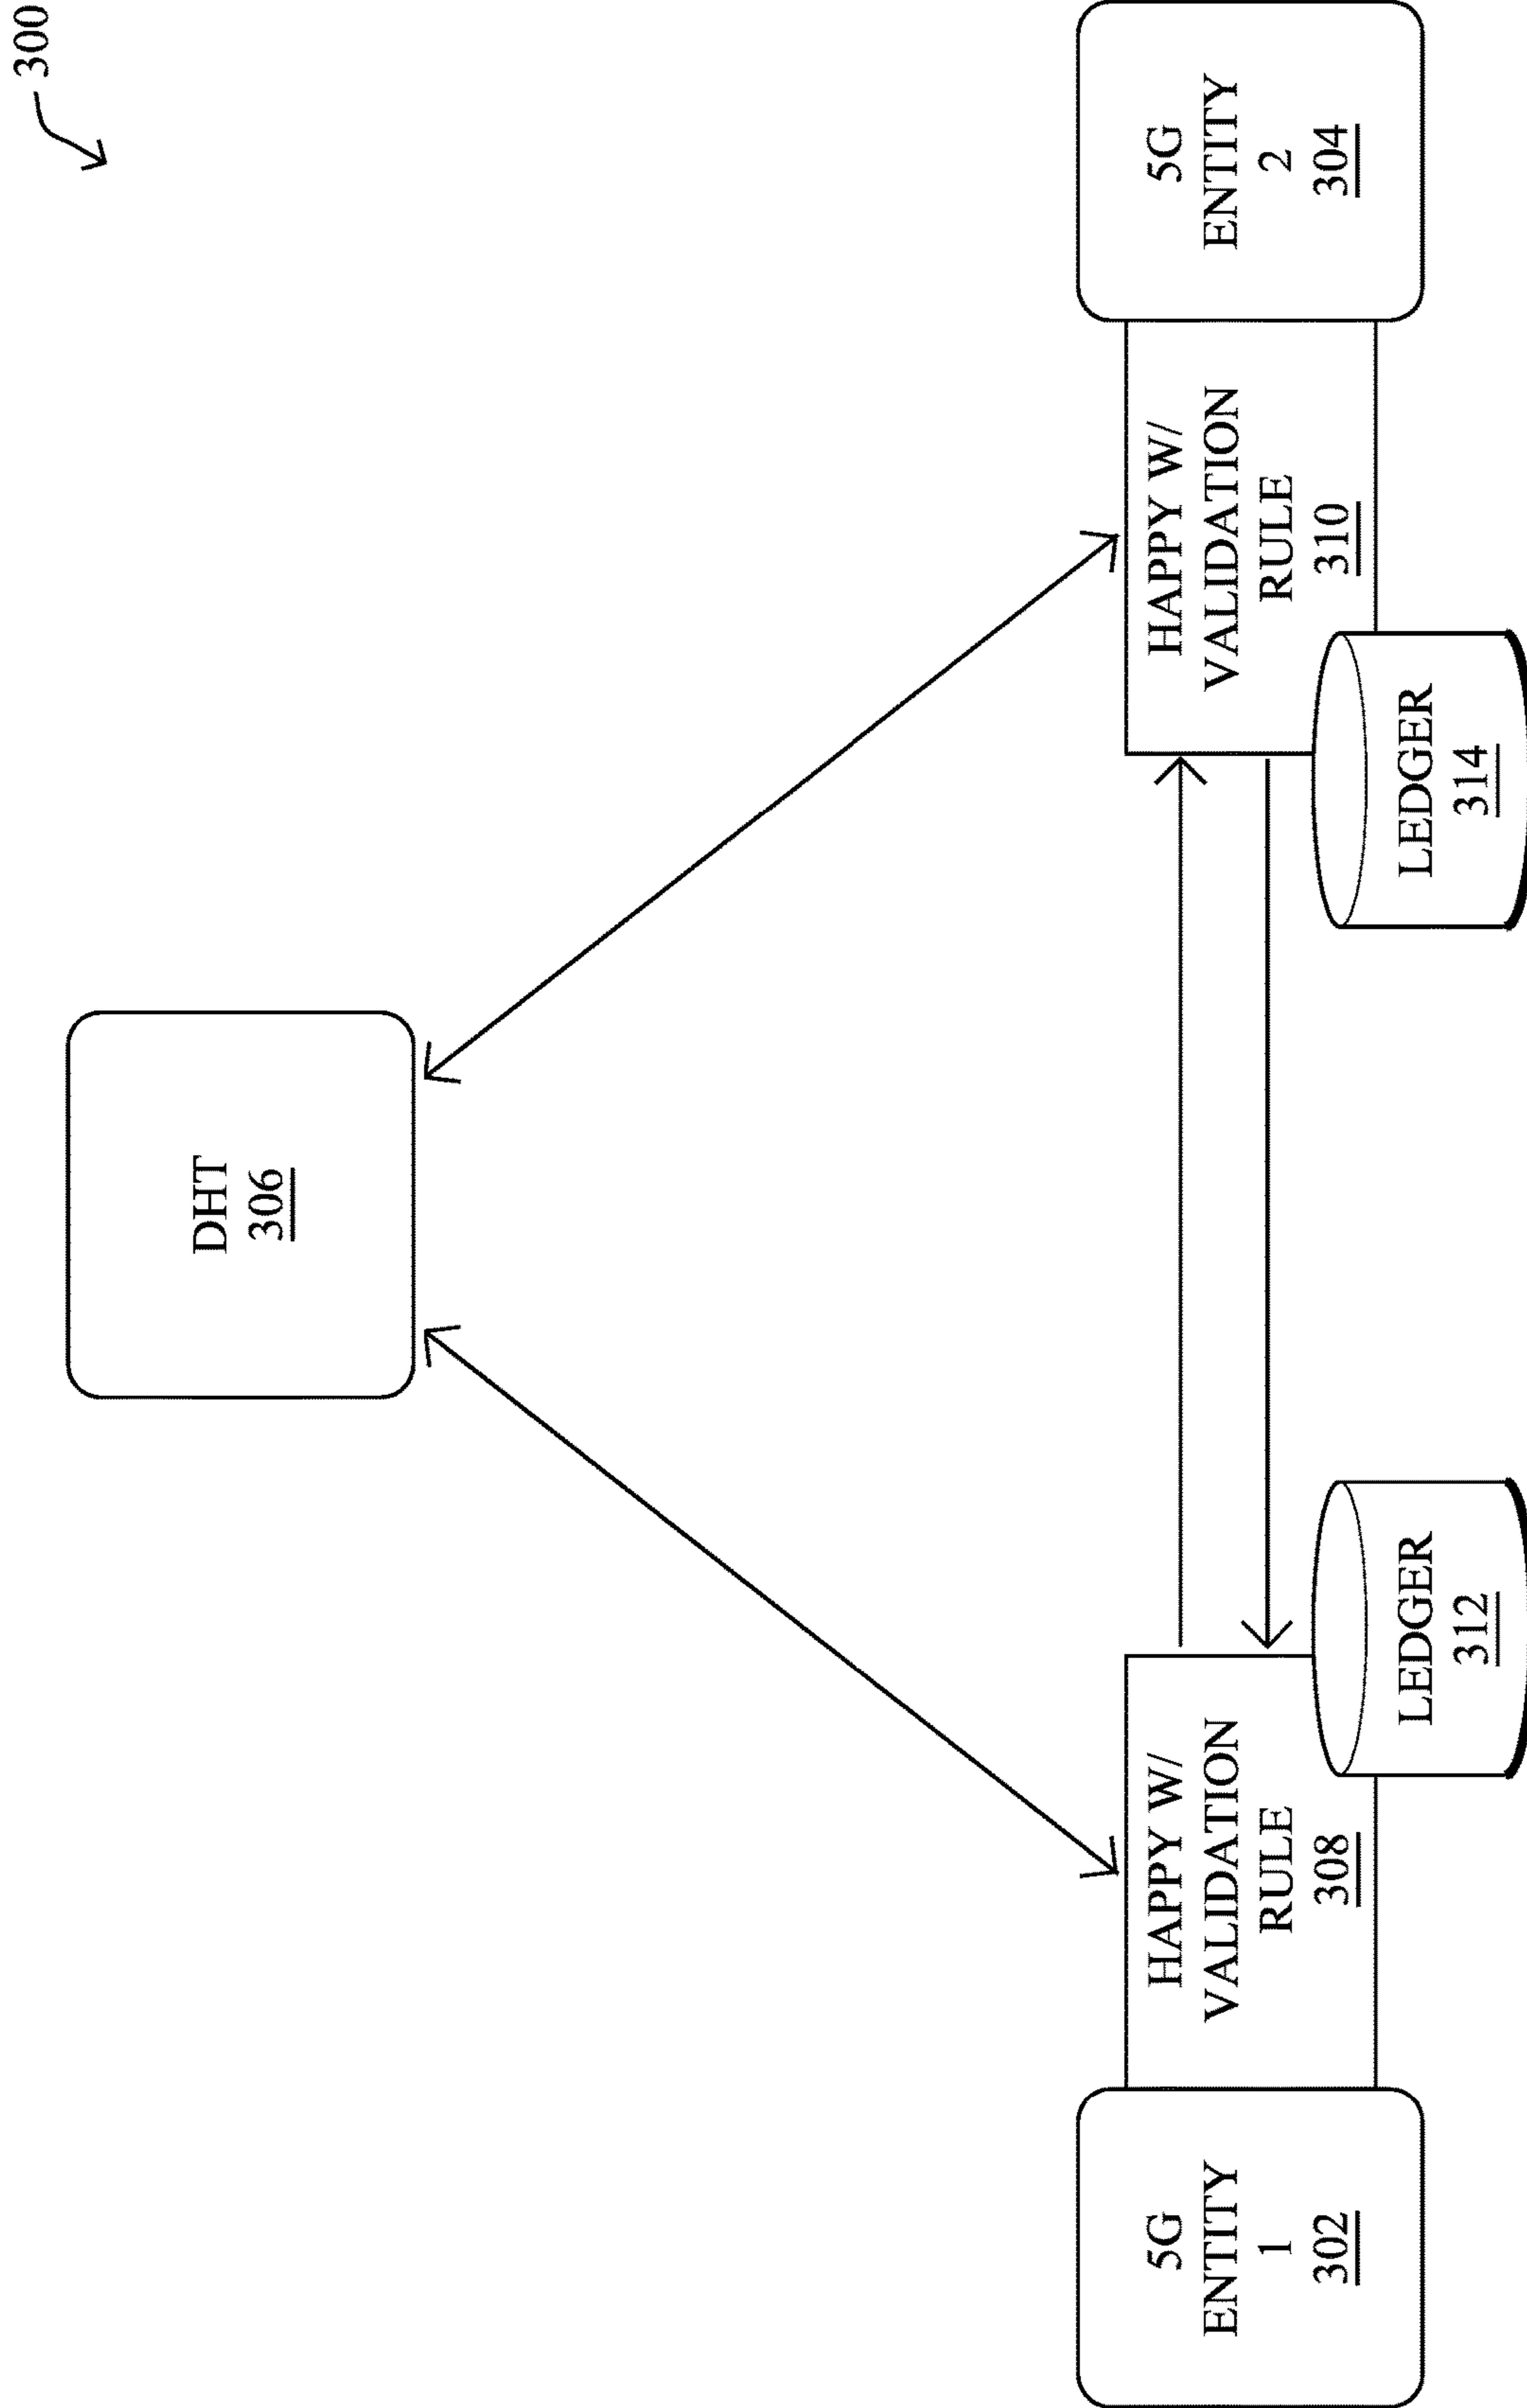 300
DHT
306
5G
ENTITY
1
302
HAPPY W/
VALIDATION
RULE
308
LEDGER
312
HAPPY W/
VALIDATION
RULE
310
LEDGER
314
5G
ENTITY
2
304